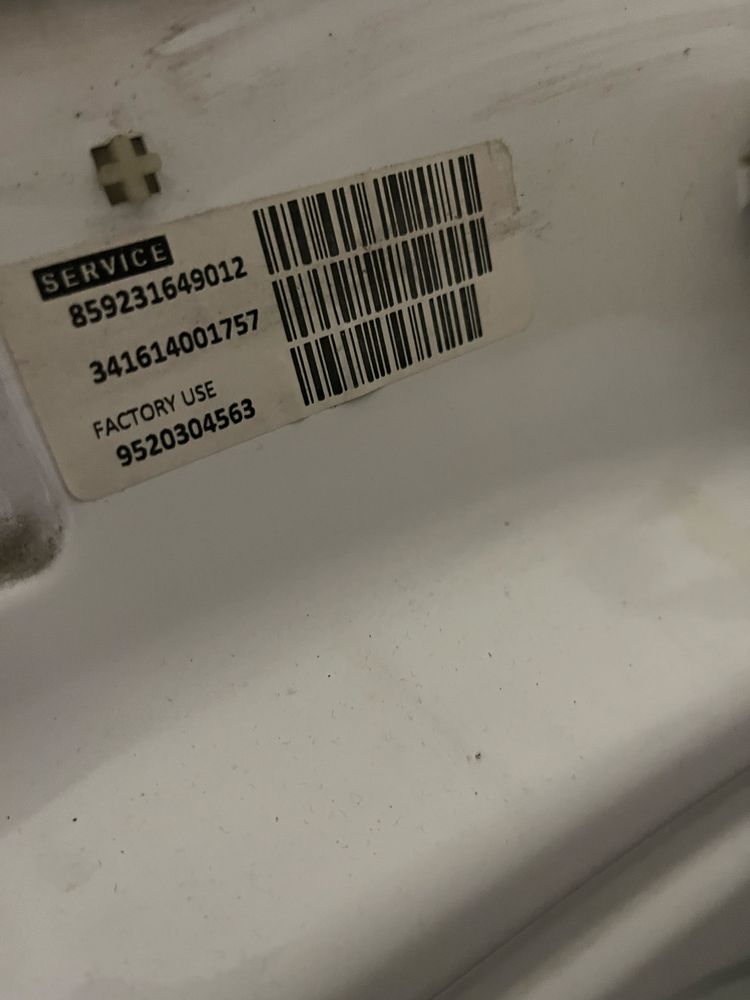 SERVICE
859231649012
341614001757
FACTORY USE
9520304563